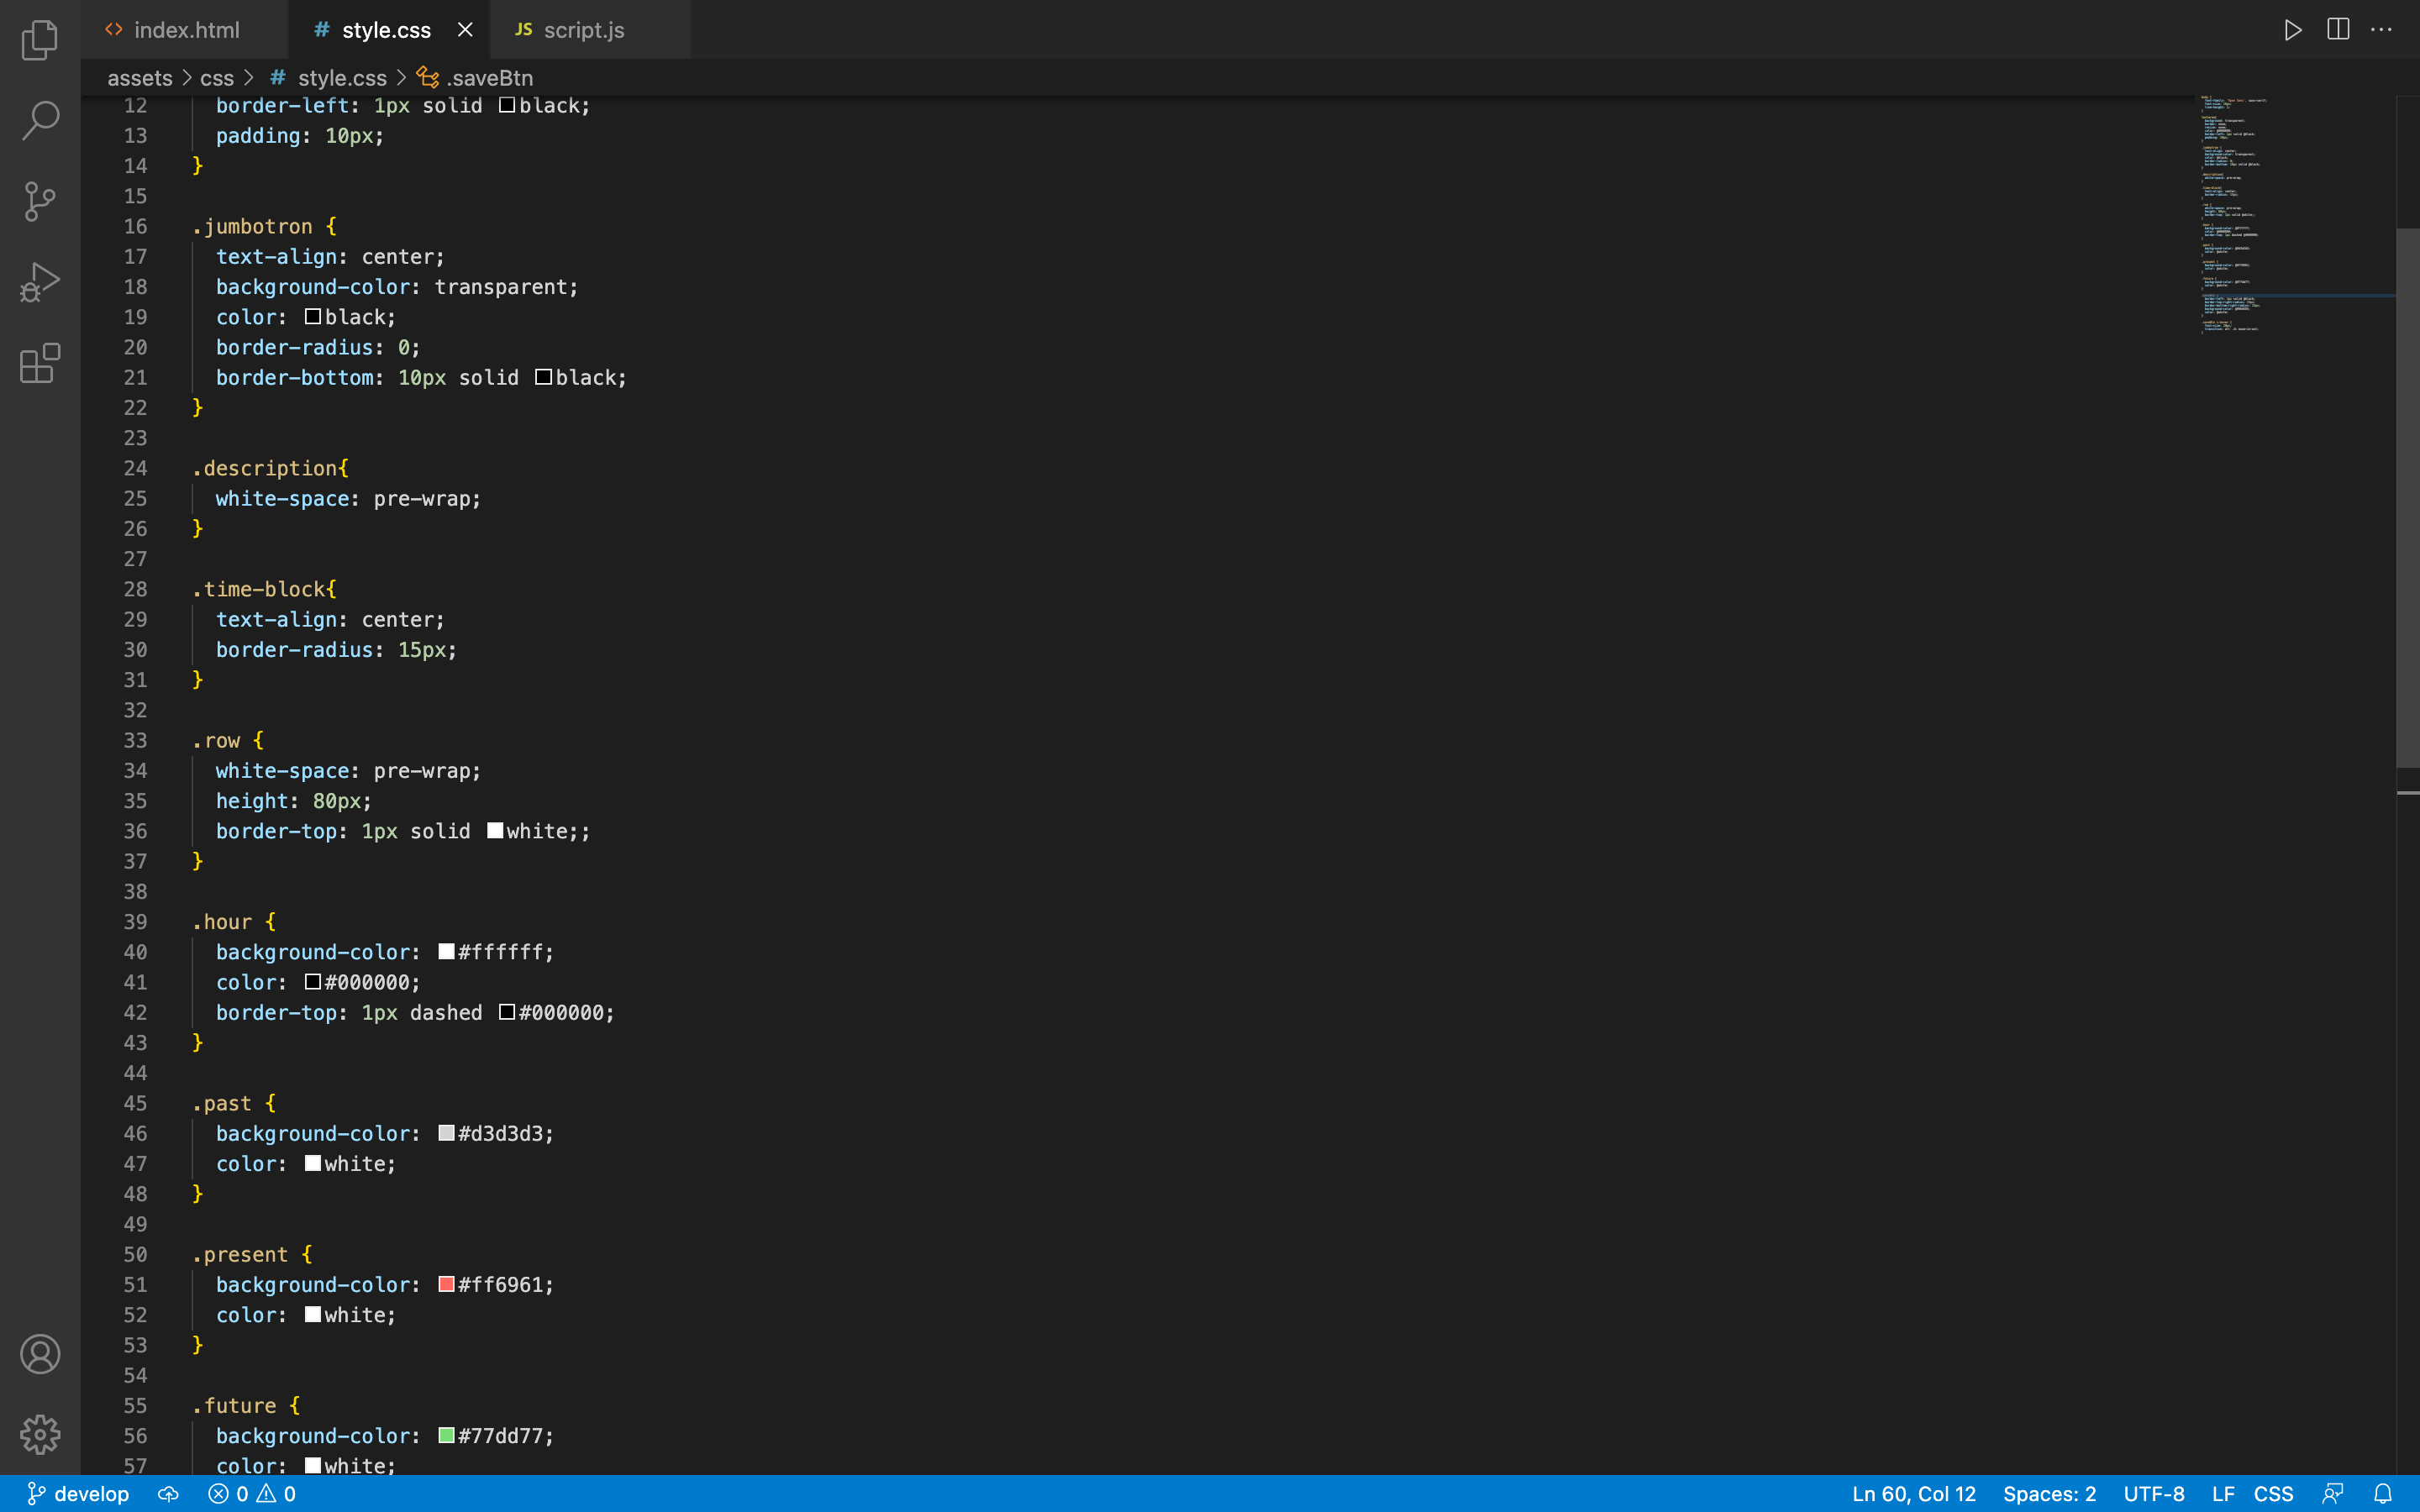 index.html style.css script.js
assets > css > # style.css > .saveBtn
12 border-left: 1px solid black;
13 padding: 10px;
14 }
15
16 .jumbotron {
17 text-align: center;
18 background-color: transparent;
19 color: black;
20 border-radius: 0;
21 border-bottom: 10px solid black;
22 }
23
24 .description{
25 white-space: pre-wrap;
26 }
27
28 .time-block{
29 text-align: center;
30 border-radius: 15px;
31 }
32
33 .row {
34 white-space: pre-wrap;
35 height: 80px;
36 border-top: 1px solid white;;
37 }
38
39 .hour {
40 background-color: #ffffff;
41 color: #000000;
42 border-top: 1px dashed #000000;
43 }
44
45 .past {
46 background-color: #d3d3d3;
47 color: white;
48 }
49
50 .present {
51 background-color: #ff6961;
52 color: white;
53 }
54
55 .future {
56 background-color: #77dd77;
57 color: white;
develop 0 0 Ln 60, Col 12 Spaces: 2 UTF-8 LF CSS